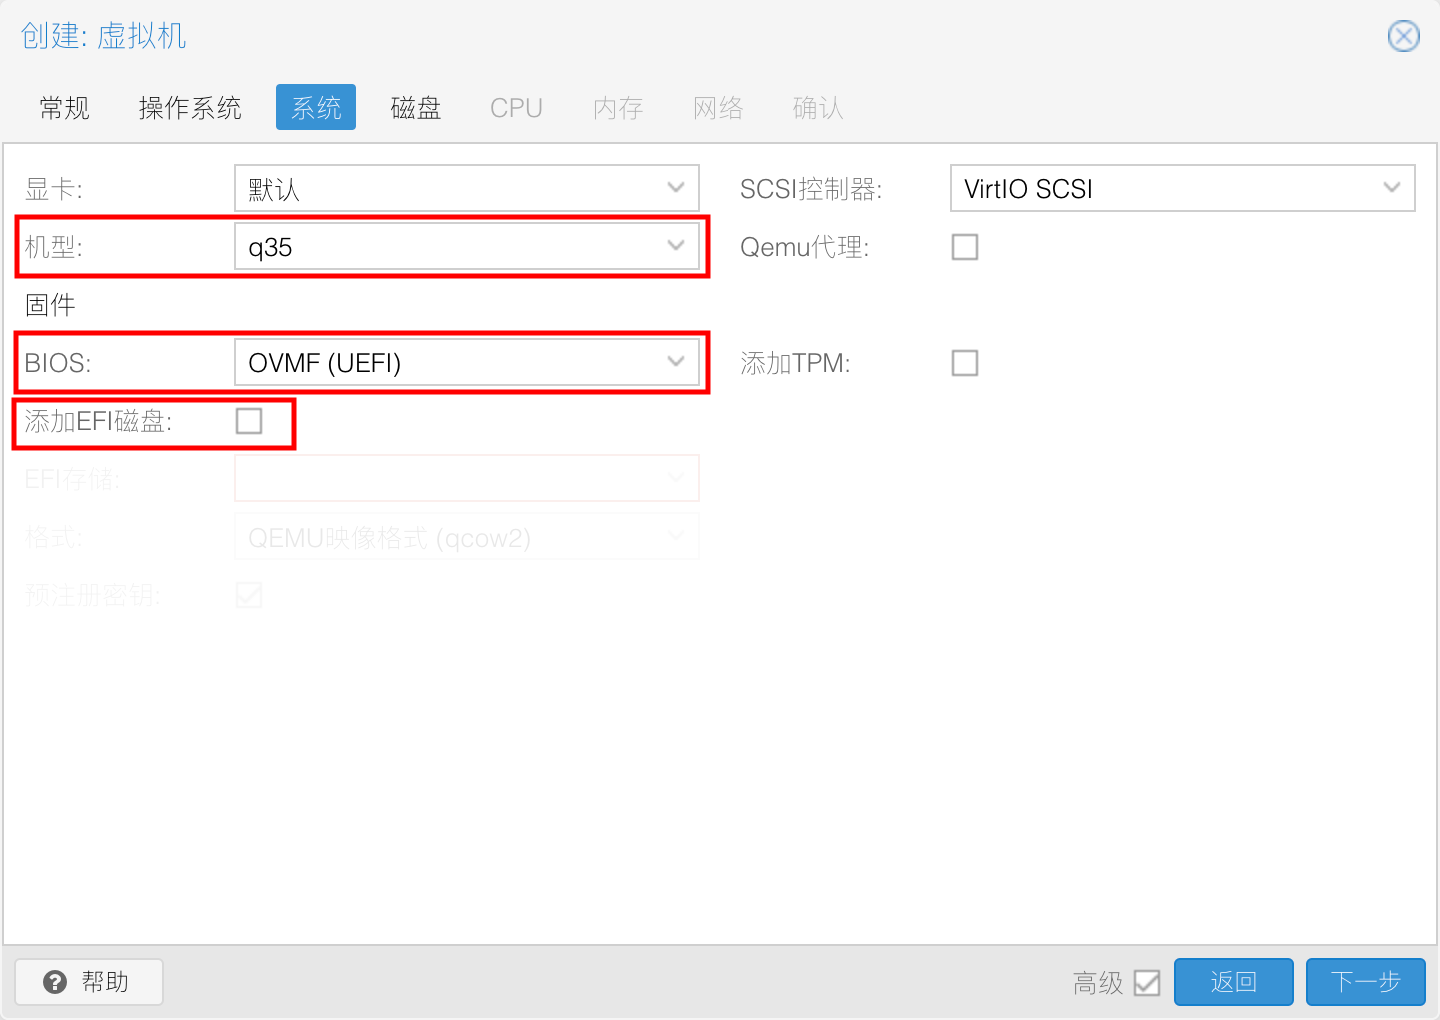 创建: 虚拟机
常规 操作系统 系统 磁盘 CPU 内存 网络 确认
显卡: 默认 SCSI控制器: VirtIO SCSI
机型: q35 Qemu代理:
固件
BIOS: OVMF (UEFI) 添加TPM:
添加EFI磁盘:
EFI存储:
格式: QEMU映像格式 (qcow2)
预注册密钥:
帮助 高级 返回 下一步